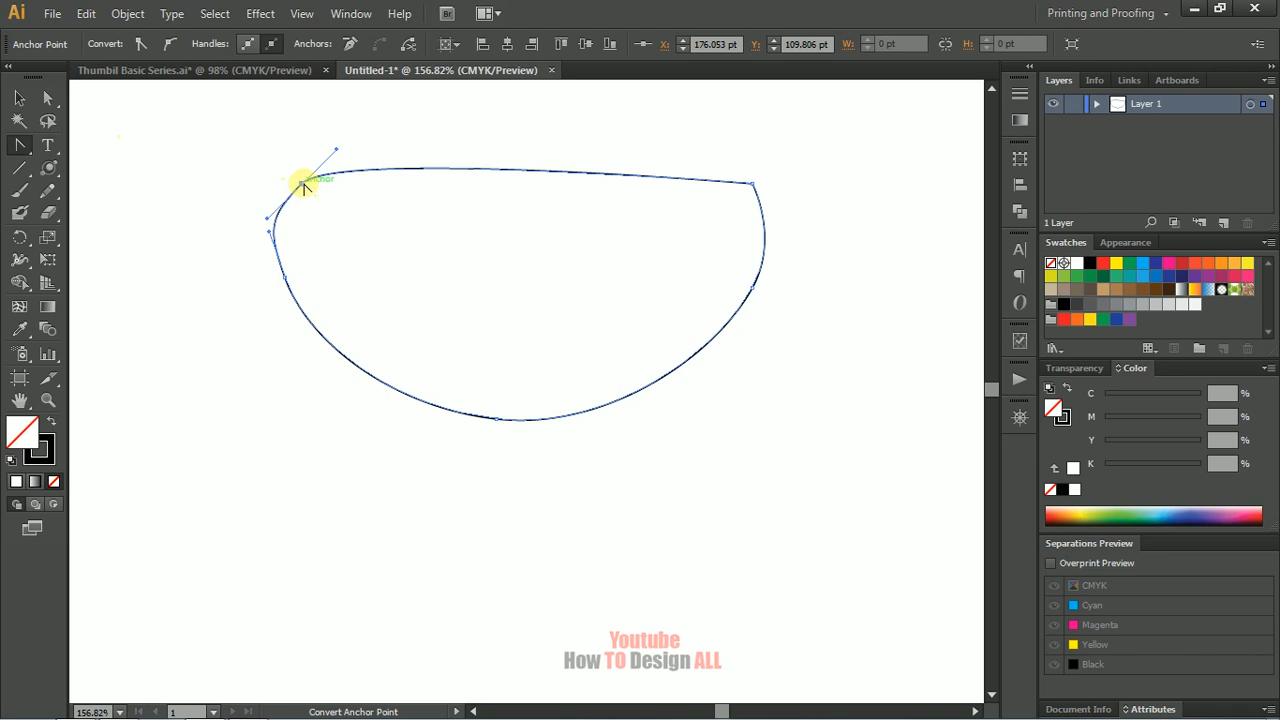 Ai File Edit Object Type Select Effect View Window Help Br Printing and Proofing
Anchor Point Convert: Handles: Anchors: X: 176.053 pt Y: 109.806 pt W: 0 pt H: 0 pt
Thumbil Basic Series.ai* @ 98% (CMYK/Preview) Untitled-1* @ 156.82% (CMYK/Preview)
Layers Info Links Artboards
Layer 1
1 Layer
Swatches Appearance
Transparency Color
C %
M %
Y %
K %
Separations Preview
Overprint Preview
CMYK
Cyan
Magenta
Yellow
Black
Document Info Attributes
anchor
Youtube
How TO Design ALL
156.82% 1 Convert Anchor Point